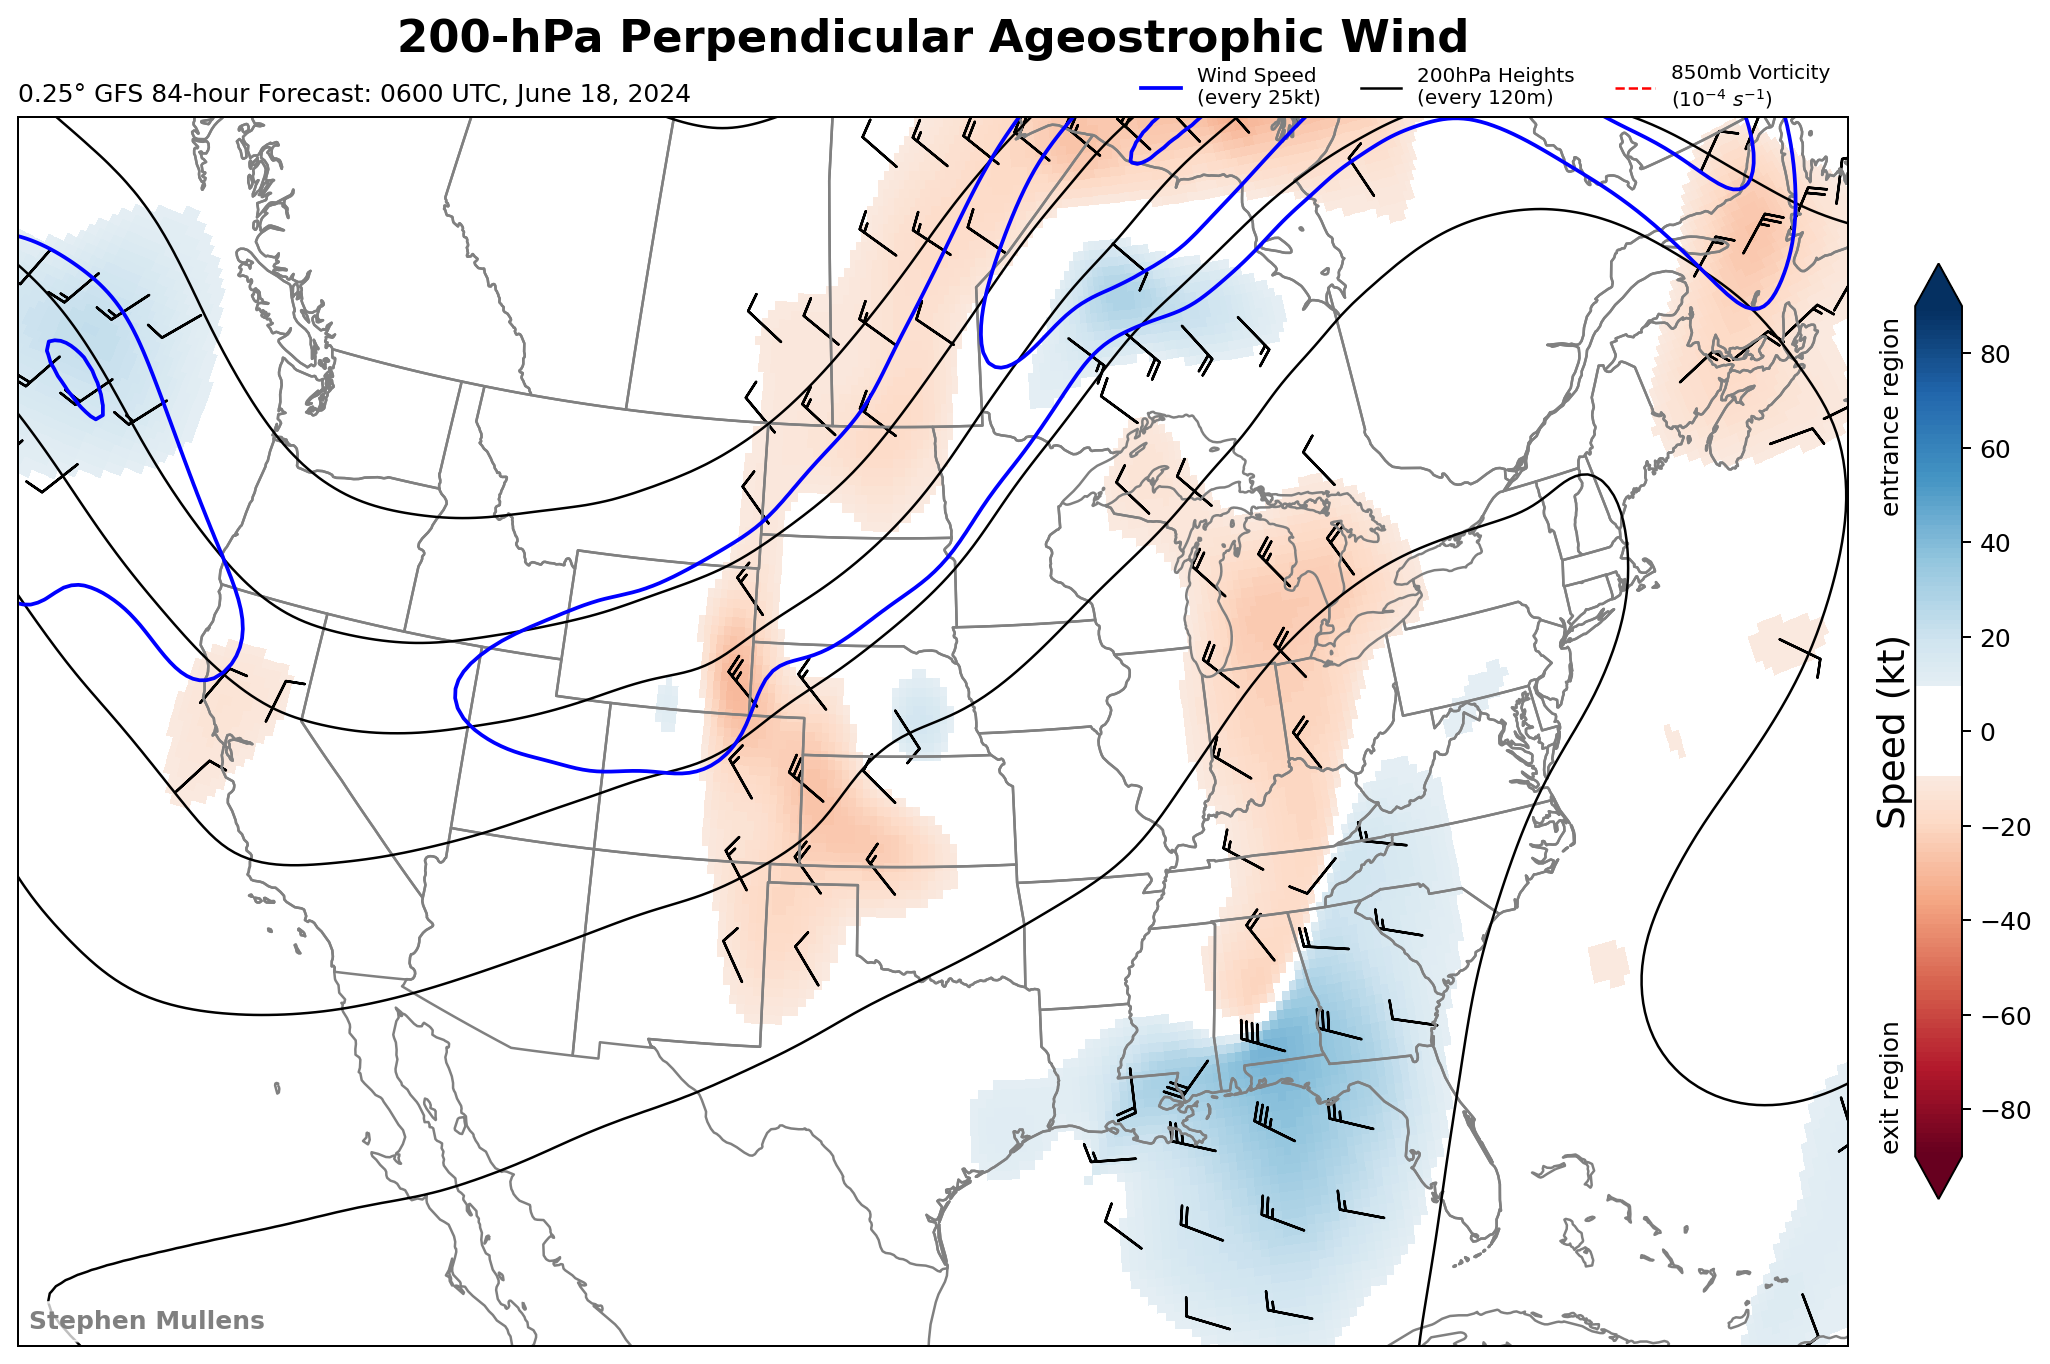 200-hPa Perpendicular Ageostrophic Wind
0.25° GFS 84-hour Forecast: 0600 UTC, June 18, 2024
Wind Speed
(every 25kt)
200hPa Heights
(every 120m)
850mb Vorticity
(10⁻⁴ s⁻¹)
entrance region
Speed (kt)
exit region
80
60
40
20
0
−20
−40
−60
−80
Stephen Mullens